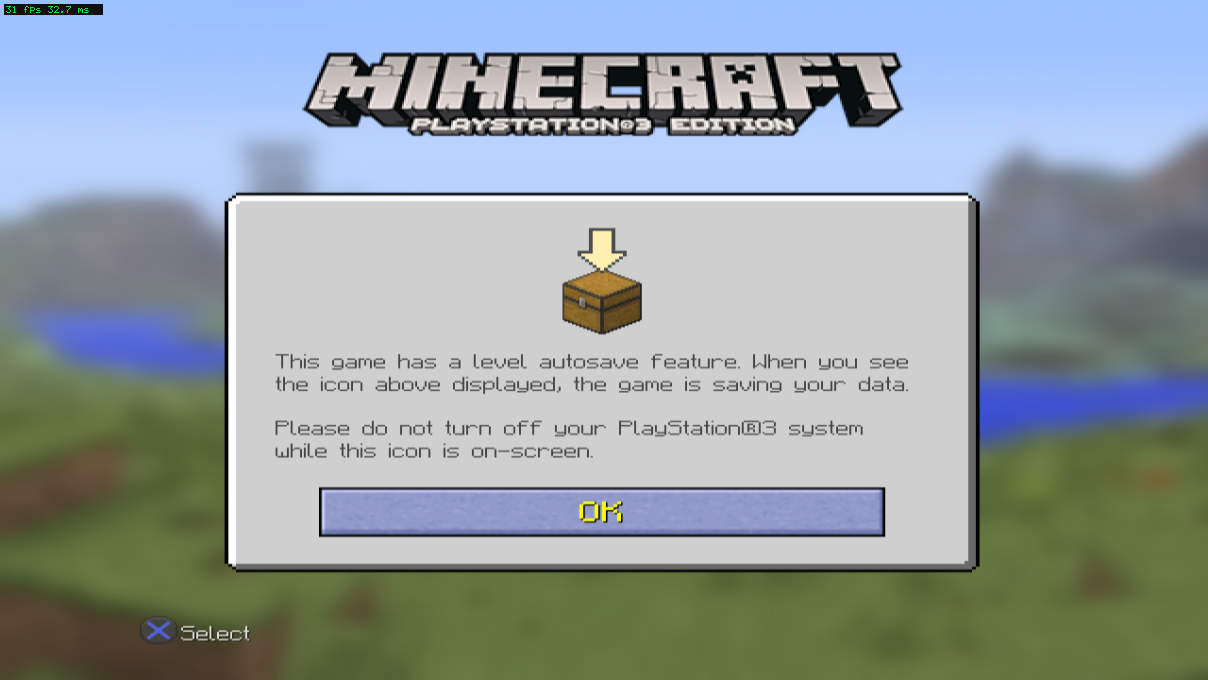 31 fps 32.7 ms
MINECRAFT
PLAYSTATION®3 EDITION
This game has a level autosave feature. When you see
the icon above displayed, the game is saving your data.
Please do not turn off your PlayStation®3 system
while this icon is on-screen.
OK
Select